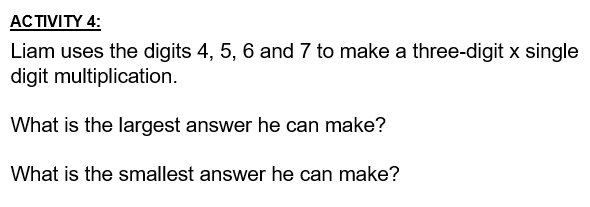 ACTIVITY 4:
Liam uses the digits 4, 5, 6 and 7 to make a three-digit x single
digit multiplication.
What is the largest answer he can make?
What is the smallest answer he can make?